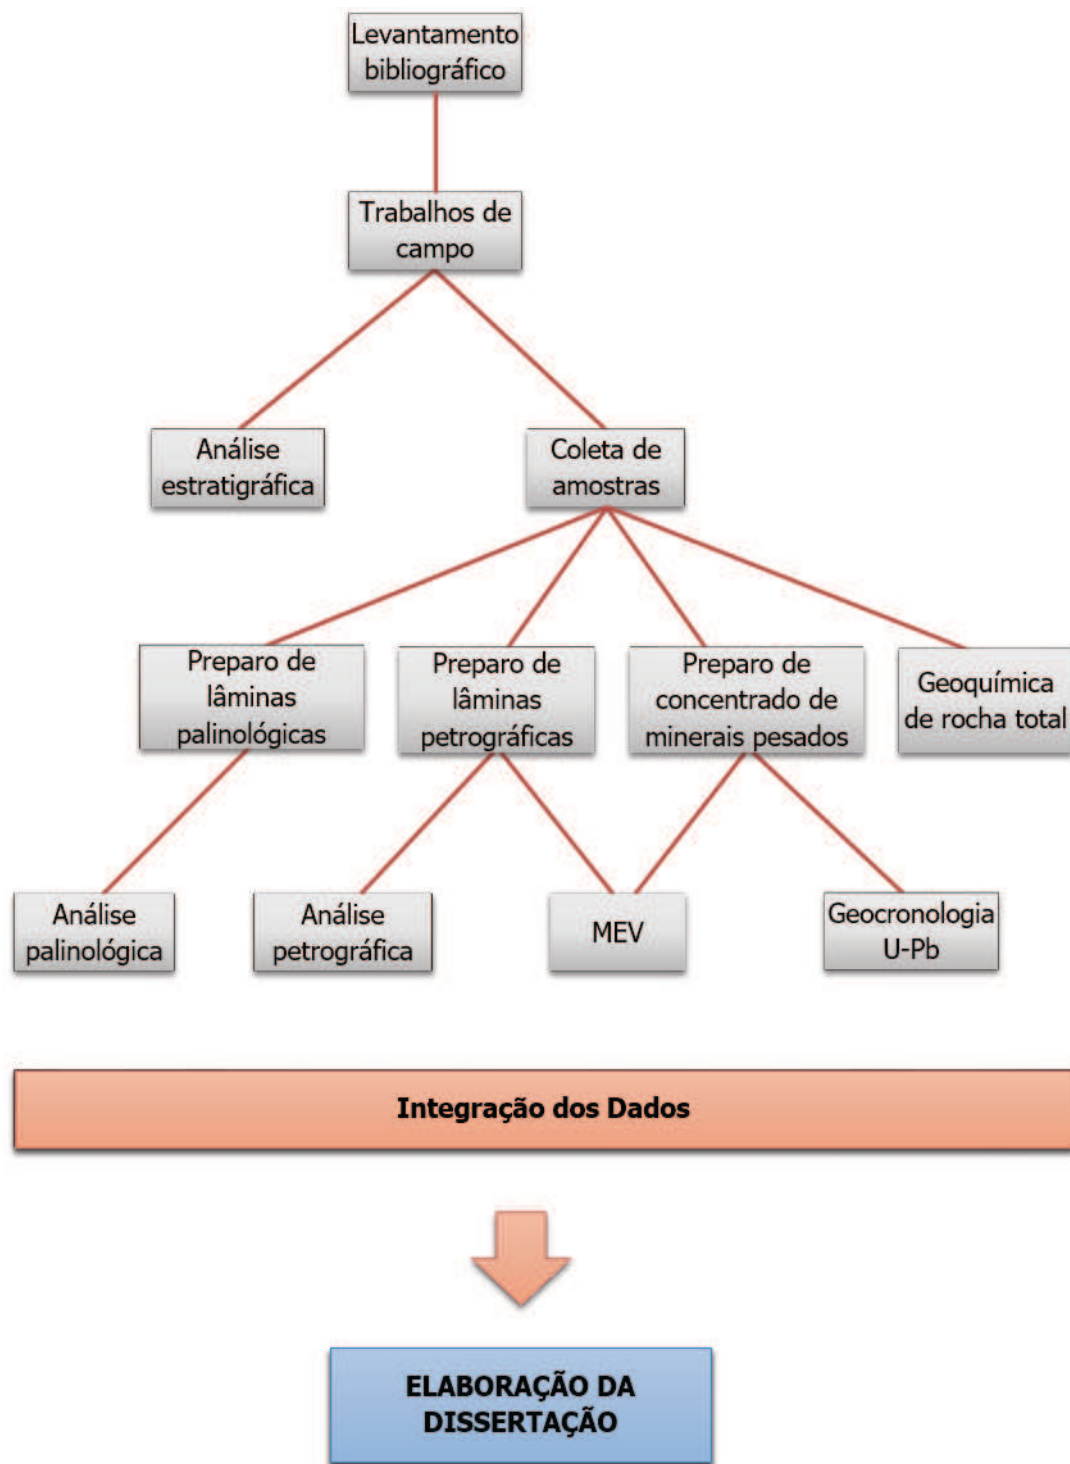 Levantamento
bibliográfico
Trabalhos de
campo
Análise
estratigráfica
Coleta de
amostras
Preparo de
lâminas
palinológicas
Preparo de
lâminas
petrográficas
Preparo de
concentrado de
minerais pesados
Geoquímica
de rocha total
Análise
palinológica
Análise
petrográfica
MEV
Geocronologia
U-Pb
Integração dos Dados
ELABORAÇÃO DA
DISSERTAÇÃO